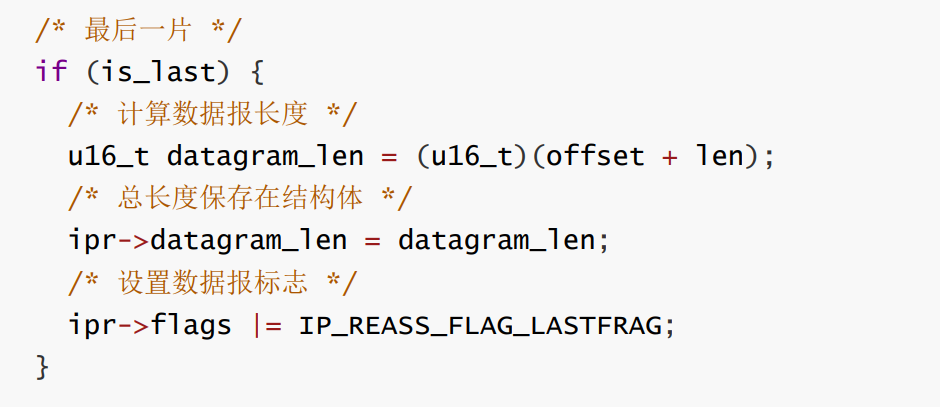 /* 最后一片 */
if (is_last) {
  /* 计算数据报长度 */
  u16_t datagram_len = (u16_t)(offset + len);
  /* 总长度保存在结构体 */
  ipr->datagram_len = datagram_len;
  /* 设置数据报标志 */
  ipr->flags |= IP_REASS_FLAG_LASTFRAG;
}